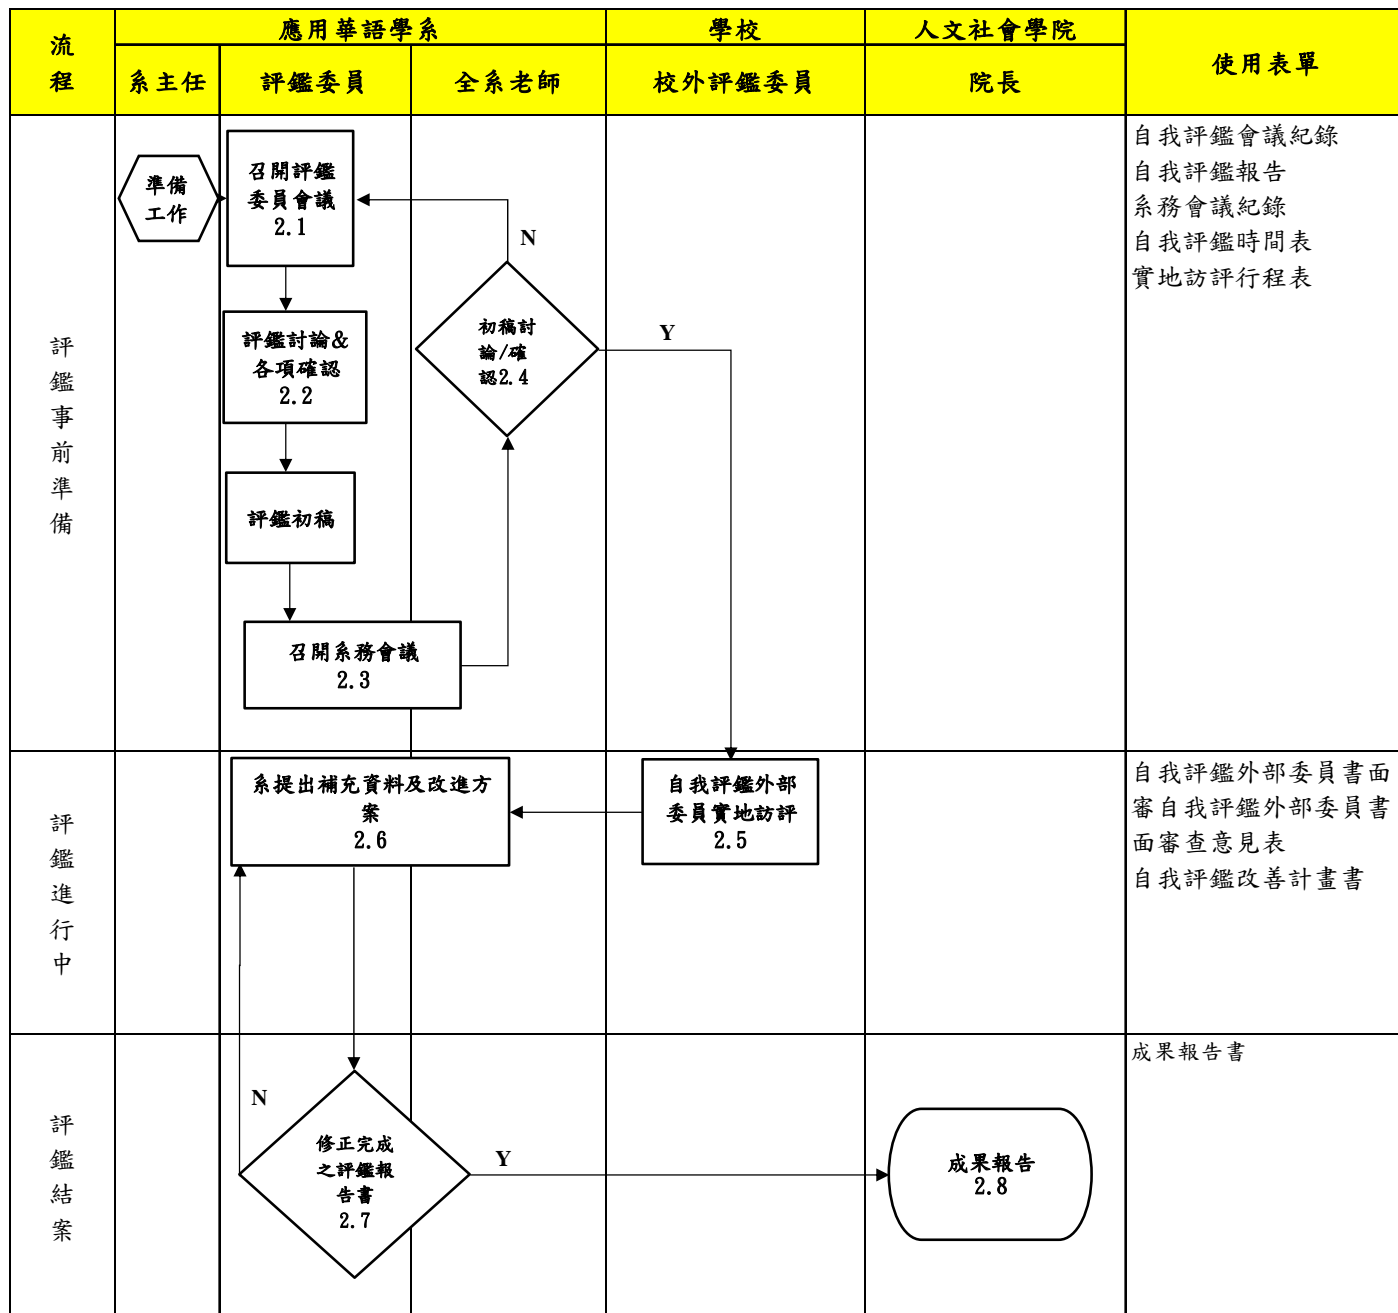 流
程
應用華語學系
學校
人文社會學院
使用表單
系主任
評鑑委員
全系老師
校外評鑑委員
院長
評
鑑
事
前
準
備
準備
工作
召開評鑑
委員會議
2.1
評鑑討論&
各項確認
2.2
評鑑初稿
召開系務會議
2.3
N
初稿討
論/確
認2.4
Y
自我評鑑會議紀錄
自我評鑑報告
系務會議紀錄
自我評鑑時間表
實地訪評行程表
評
鑑
進
行
中
系提出補充資料及改進方
案
2.6
自我評鑑外部
委員實地訪評
2.5
自我評鑑外部委員書面
審自我評鑑外部委員書
面審查意見表
自我評鑑改善計畫書
評
鑑
結
案
N
修正完成
之評鑑報
告書
2.7
Y
成果報告
2.8
成果報告書